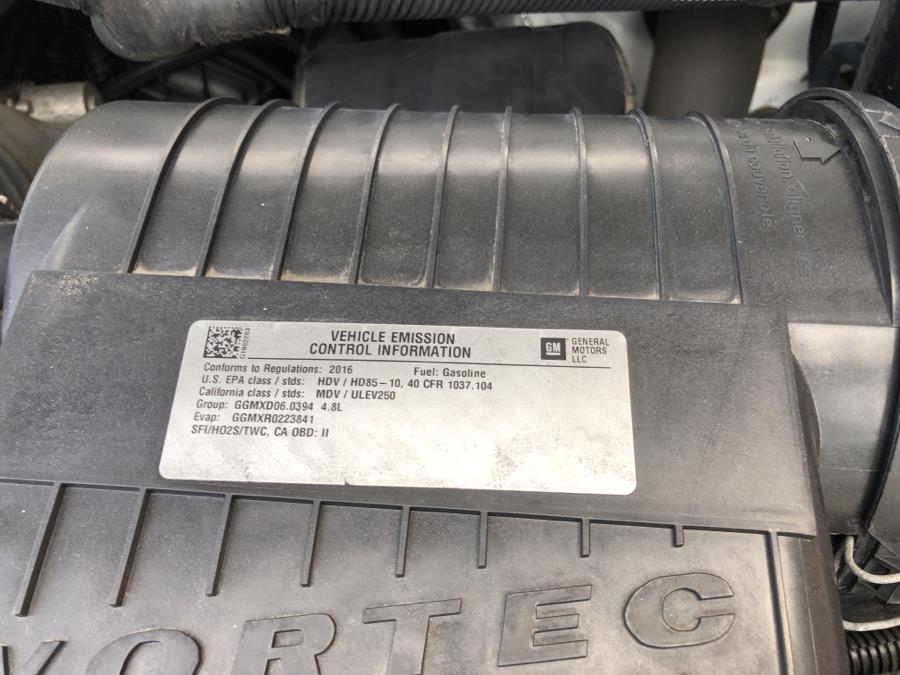 VEHICLE EMISSION
CONTROL INFORMATION
GM
GENERAL
MOTORS
LLC
Conforms to Regulations: 2016 Fuel: Gasoline
U.S. EPA class / stds: HDV / HD85-10, 40 CFR 1037.104
California class / stds: MDV / ULEV250
Group: GGMXD06.0394 4.8L
Evap: GGMXR0223841
SFI/HO2S/TWC, CA OBD: II
VORTEC